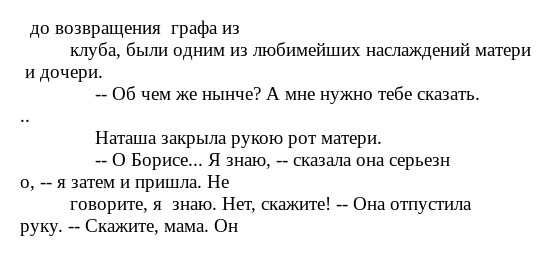 до возвращения  графа из
клуба, были одним из любимейших наслаждений матери
и дочери.
-- Об чем же нынче? А мне нужно тебе сказать.
..
Наташа закрыла рукою рот матери.
-- О Борисе... Я знаю, -- сказала она серьезн
о, -- я затем и пришла. Не
говорите, я  знаю. Нет, скажите! -- Она отпустила
руку. -- Скажите, мама. Он